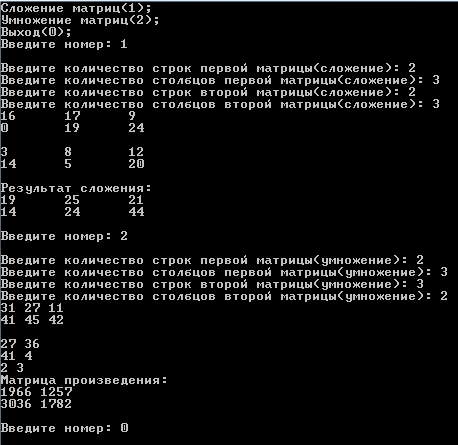 Сложение матриц(1);
Умножение матриц(2);
Выход(0);
Введите номер: 1
Введите количество строк первой матрицы(сложение): 2
Введите количество столбцов первой матрицы(сложение): 3
Введите количество строк второй матрицы(сложение): 2
Введите количество столбцов второй матрицы(сложение): 3
16 17 9
0 19 24
3 8 12
14 5 20
Результат сложения:
19 25 21
14 24 44
Введите номер: 2
Введите количество строк первой матрицы(умножение): 2
Введите количество столбцов первой матрицы(умножение): 3
Введите количество строк второй матрицы(умножение): 3
Введите количество столбцов второй матрицы(умножение): 2
31 27 11
41 45 42
27 36
41 4
2 3
Матрица произведения:
1966 1257
3036 1782
Введите номер: 0